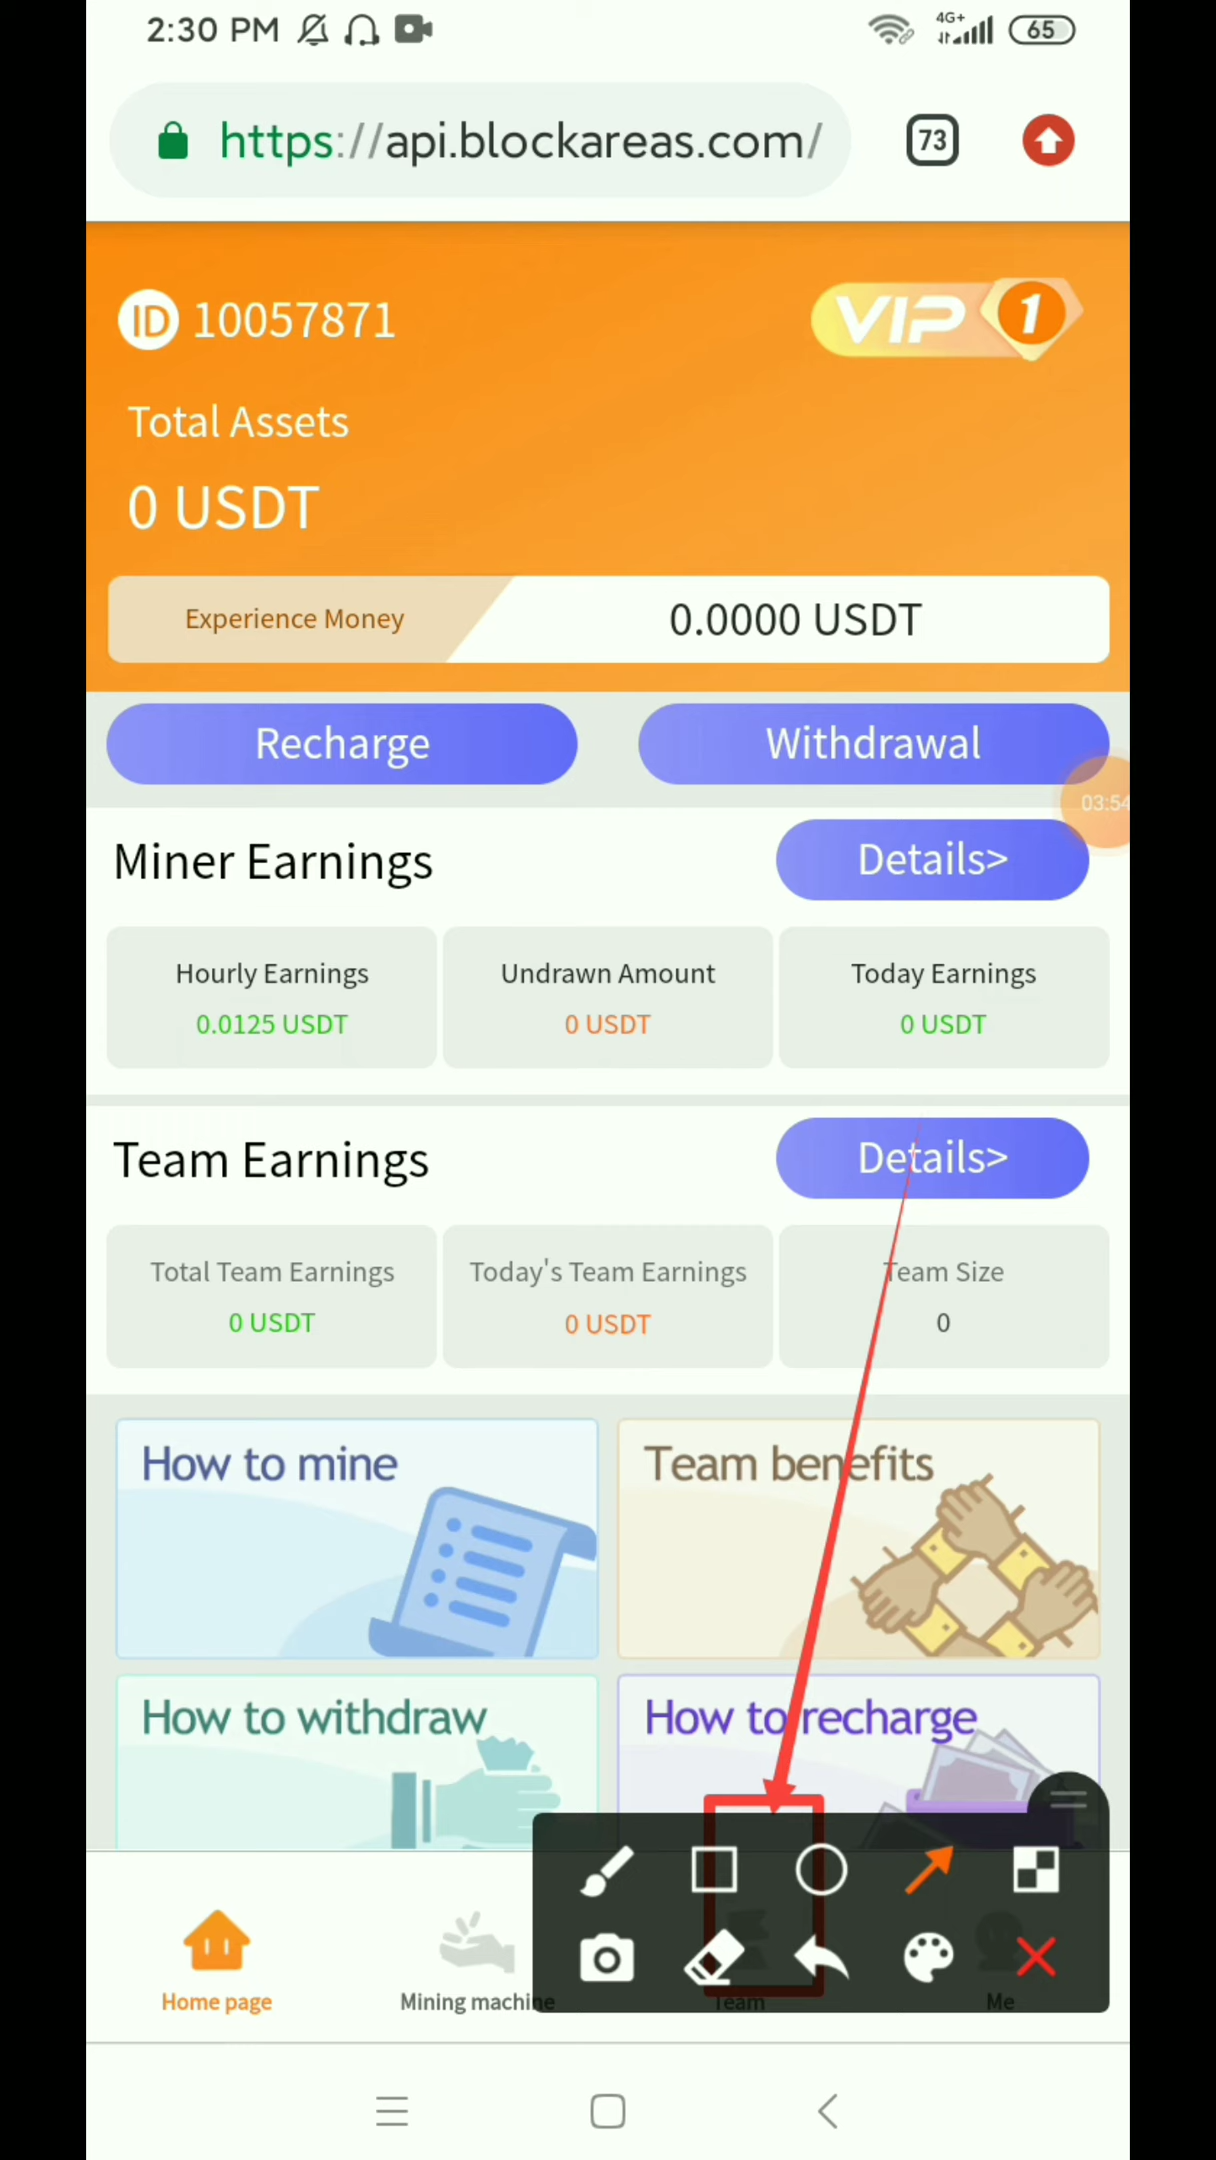 2:30 PM
4G+
65
https://api.blockareas.com/
73
ID 10057871
VIP 1
Total Assets
0 USDT
Experience Money
0.0000 USDT
Recharge
Withdrawal
03:54
Miner Earnings
Details>
Hourly Earnings
Undrawn Amount
Today Earnings
0.0125 USDT
0 USDT
0 USDT
Team Earnings
Details>
Total Team Earnings
Today's Team Earnings
Team Size
0 USDT
0 USDT
0
How to mine
Team benefits
How to withdraw
How to recharge
Home page
Mining machine
Team
Me